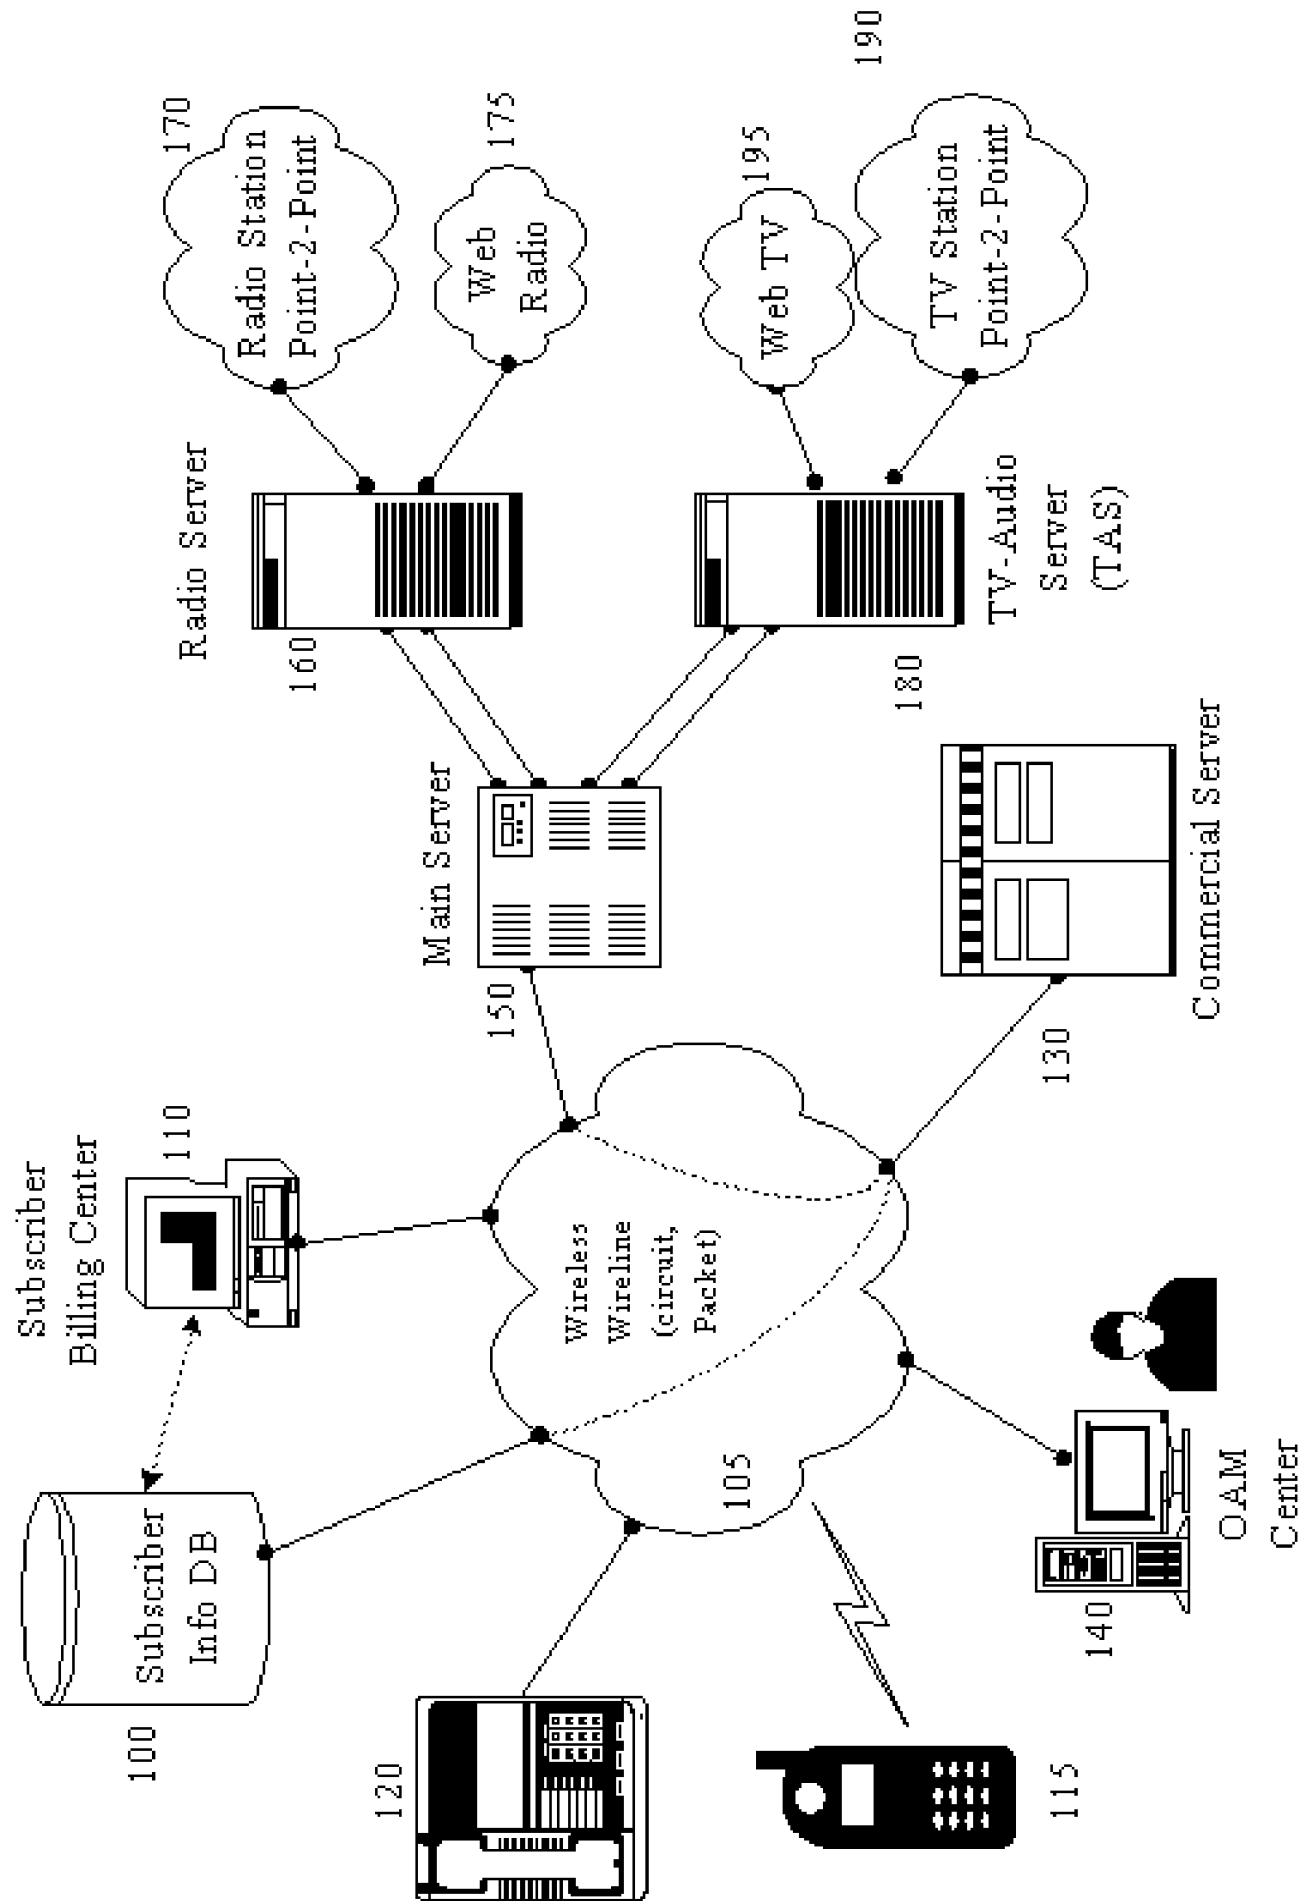 100
Subscriber
Info DB
Subscriber
Billing Center
110
120
115
105
Wireless
Wireline
(circuit,
Packet)
140
OAM
Center
130
Commercial Server
Main Server
150
Radio Server
160
180
TV-Audio
Server
(TAS)
170
Radio Station
Point-2-Point
175
Web
Radio
195
Web TV
190
TV Station
Point-2-Point